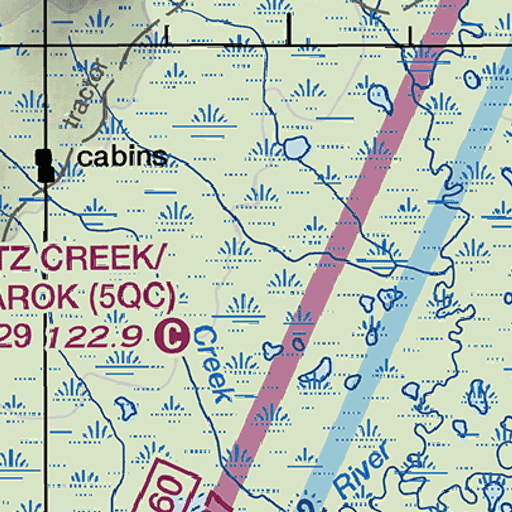 tractor
cabins
TZ CREEK/
AROK (5QC)
29 122.9 C
Creek
River
60